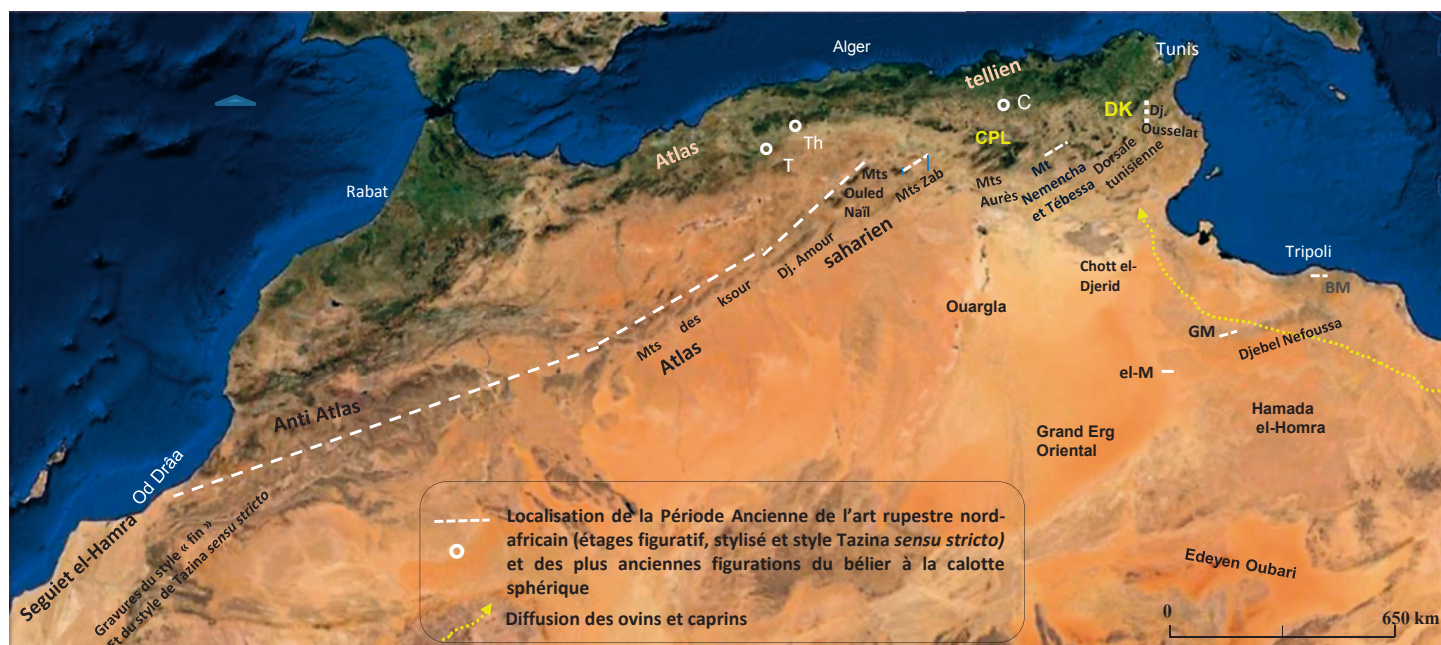 Alger
Tunis
tellien
C
DK
Dj.
Ousselat
CPL
Th
T
Atlas
Rabat
Mts
Ouled
Naïl
Mts Zab
Mts
Aurès
Mt
Nemencha
et Tébessa
Dorsale
tunisienne
Dj. Amour
saharien
Tripoli
BM
Chott el-
Djerid
Ouargla
GM
Djebel Nefoussa
Mts des ksour
Atlas
el-M
Anti Atlas
Hamada
el-Homra
Grand Erg
Oriental
Od Drâa
Seguiet el-Hamra
Gravures du style « fin »
Et du style de Tazina sensu stricto
Localisation de la Période Ancienne de l’art rupestre nord-
africain (étages figuratif, stylisé et style Tazina sensu stricto)
et des plus anciennes figurations du bélier à la calotte
sphérique
Diffusion des ovins et caprins
Edeyen Oubari
0 650 km